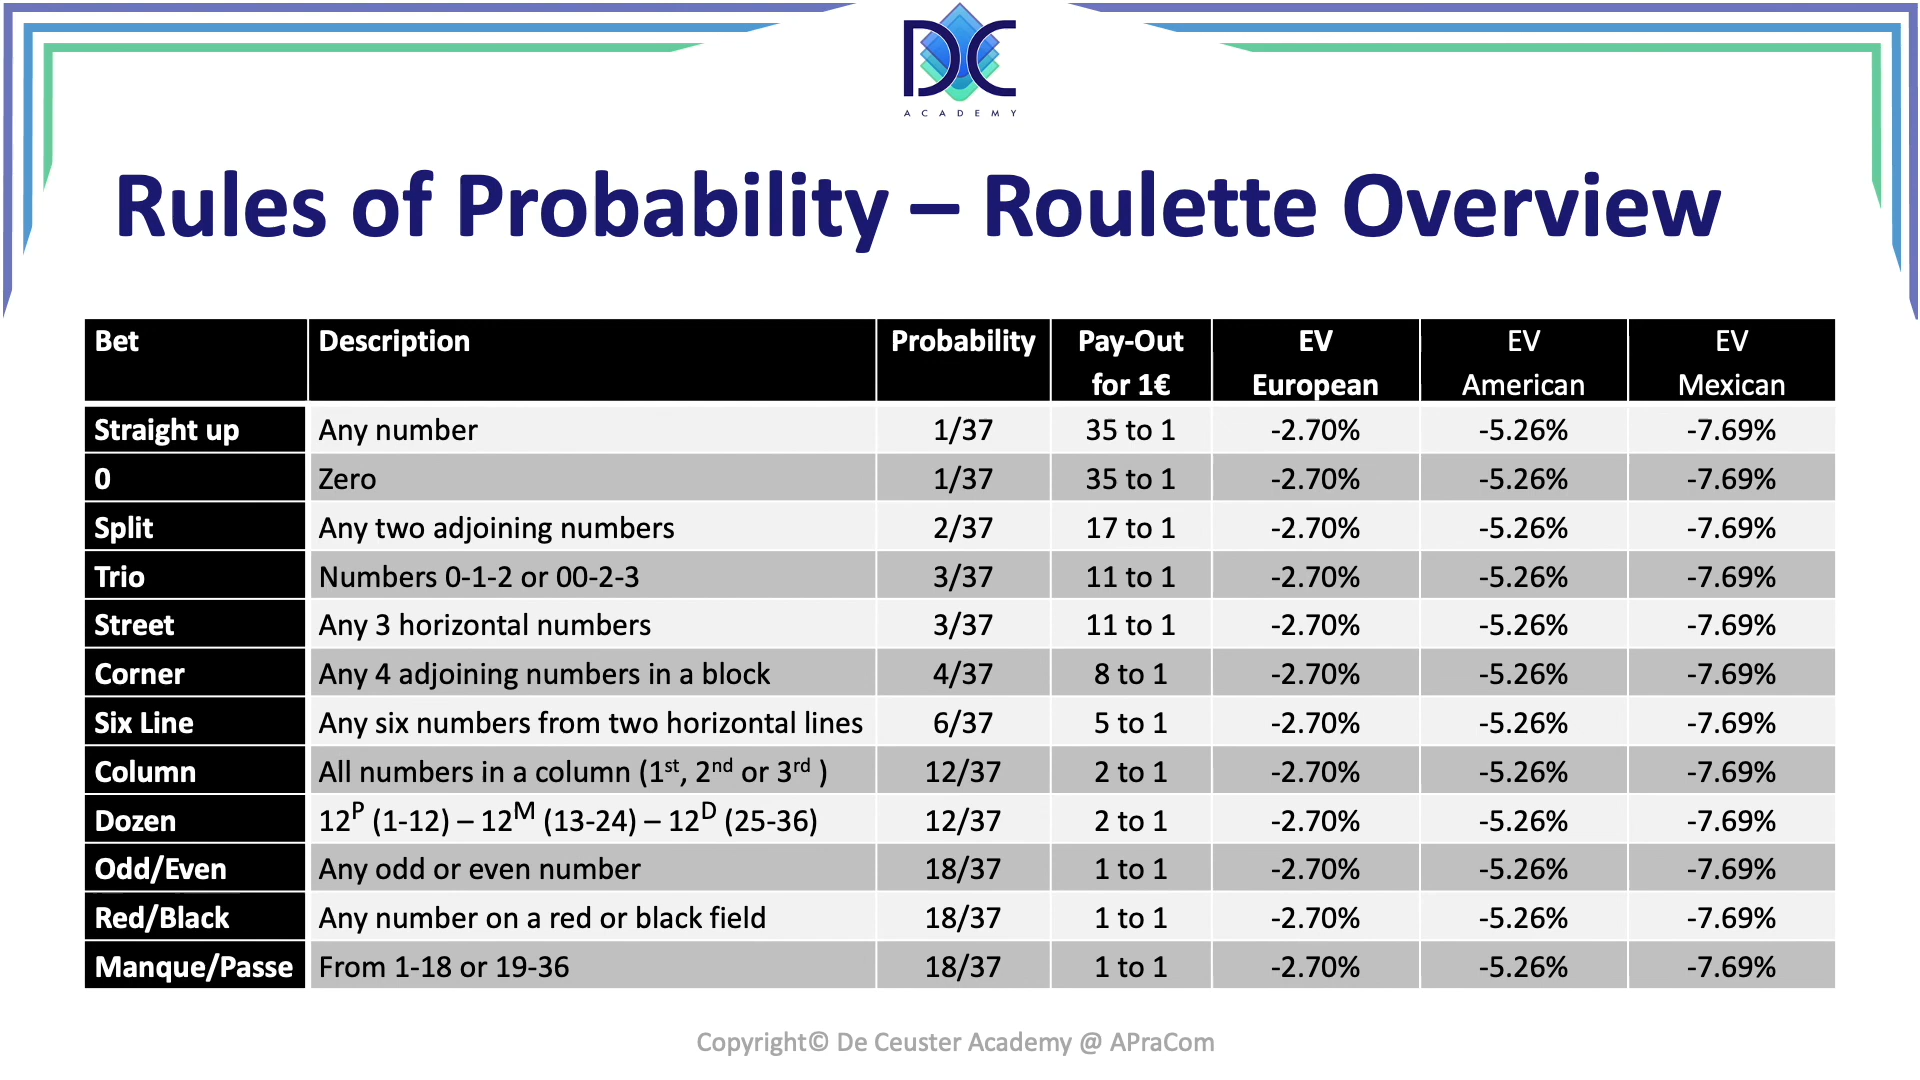 DC
ACADEMY
Rules of Probability – Roulette Overview
Bet Description Probability Pay-Out for 1€ EV European EV American EV Mexican
Straight up Any number 1/37 35 to 1 -2.70% -5.26% -7.69%
0 Zero 1/37 35 to 1 -2.70% -5.26% -7.69%
Split Any two adjoining numbers 2/37 17 to 1 -2.70% -5.26% -7.69%
Trio Numbers 0-1-2 or 00-2-3 3/37 11 to 1 -2.70% -5.26% -7.69%
Street Any 3 horizontal numbers 3/37 11 to 1 -2.70% -5.26% -7.69%
Corner Any 4 adjoining numbers in a block 4/37 8 to 1 -2.70% -5.26% -7.69%
Six Line Any six numbers from two horizontal lines 6/37 5 to 1 -2.70% -5.26% -7.69%
Column All numbers in a column (1st, 2nd or 3rd ) 12/37 2 to 1 -2.70% -5.26% -7.69%
Dozen 12P (1-12) – 12M (13-24) – 12D (25-36) 12/37 2 to 1 -2.70% -5.26% -7.69%
Odd/Even Any odd or even number 18/37 1 to 1 -2.70% -5.26% -7.69%
Red/Black Any number on a red or black field 18/37 1 to 1 -2.70% -5.26% -7.69%
Manque/Passe From 1-18 or 19-36 18/37 1 to 1 -2.70% -5.26% -7.69%
Copyright© De Ceuster Academy @ APraCom